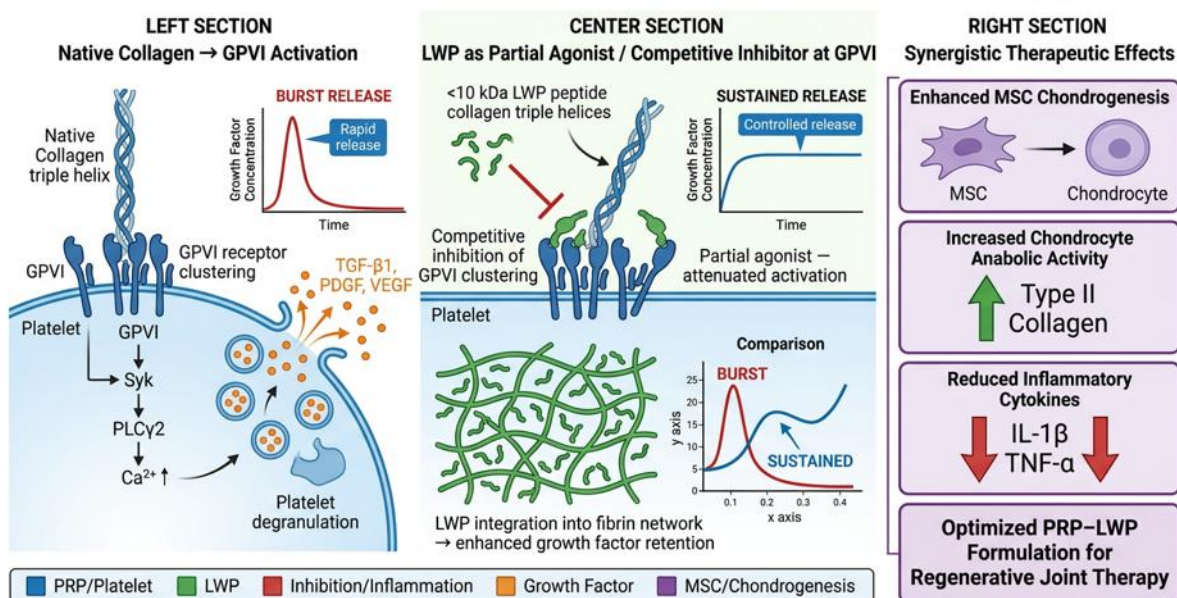 LEFT SECTION
Native Collagen → GPVI Activation
Native
Collagen
triple helix
BURST RELEASE
Rapid
release
Growth Factor
Concentration
Time
GPVI
GPVI receptor
clustering
TGF-β1,
PDGF, VEGF
Platelet
GPVI
Syk
PLCγ2
Ca²⁺ ↑
Platelet
degranulation
CENTER SECTION
LWP as Partial Agonist / Competitive Inhibitor at GPVI
<10 kDa LWP peptide
collagen triple helices
SUSTAINED RELEASE
Controlled release
Growth Factor
Concentration
Time
Competitive
inhibition of
GPVI clustering
Partial agonist —
attenuated activation
Platelet
Comparison
BURST
SUSTAINED
y axis
25
20
15
10
5
0
0.1
0.2
0.3
0.4
x axis
LWP integration into fibrin network
→ enhanced growth factor retention
RIGHT SECTION
Synergistic Therapeutic Effects
Enhanced MSC Chondrogenesis
MSC
Chondrocyte
Increased Chondrocyte
Anabolic Activity
Type II
Collagen
Reduced Inflammatory
Cytokines
IL-1β
TNF-α
Optimized PRP–LWP
Formulation for
Regenerative Joint Therapy
PRP/Platelet
LWP
Inhibition/Inflammation
Growth Factor
MSC/Chondrogenesis